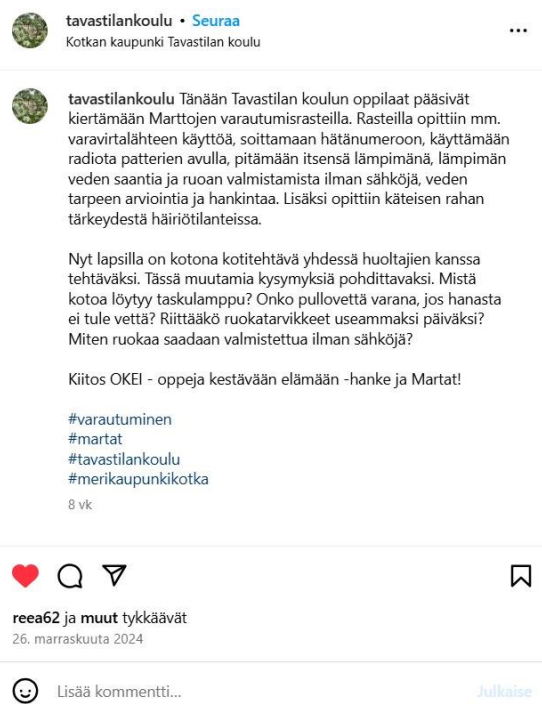 tavastilankoulu • Seuraa
Kotkan kaupunki Tavastilan koulu
tavastilankoulu Tänään Tavastilan koulun oppilaat pääsivät
kiertämään Marttojen varautumisrasteilla. Rasteilla opittiin mm.
varavirtalähteen käyttöä, soittamaan hätänumeroon, käyttämään
radiota patterien avulla, pitämään itsensä lämpimänä, lämpimän
veden saantia ja ruoan valmistamista ilman sähköjä, veden
tarpeen arviointia ja hankintaa. Lisäksi opittiin käteisen rahan
tärkeydestä häiriötilanteissa.
Nyt lapsilla on kotona kotitehtävä yhdessä huoltajien kanssa
tehtäväksi. Tässä muutamia kysymyksiä pohdittavaksi. Mistä
kotoa löytyy taskulamppu? Onko pullovettä varana, jos hanasta
ei tule vettä? Riittääkö ruokatarvikkeet useammaksi päiväksi?
Miten ruokaa saadaan valmistettua ilman sähköjä?
Kiitos OKEI - oppeja kestävään elämään -hanke ja Martat!
#varautuminen
#martat
#tavastilankoulu
#merikaupunkikotka
8 vk
reea62 ja muut tykkäävät
26. marraskuuta 2024
Lisää kommentti... Julkaise